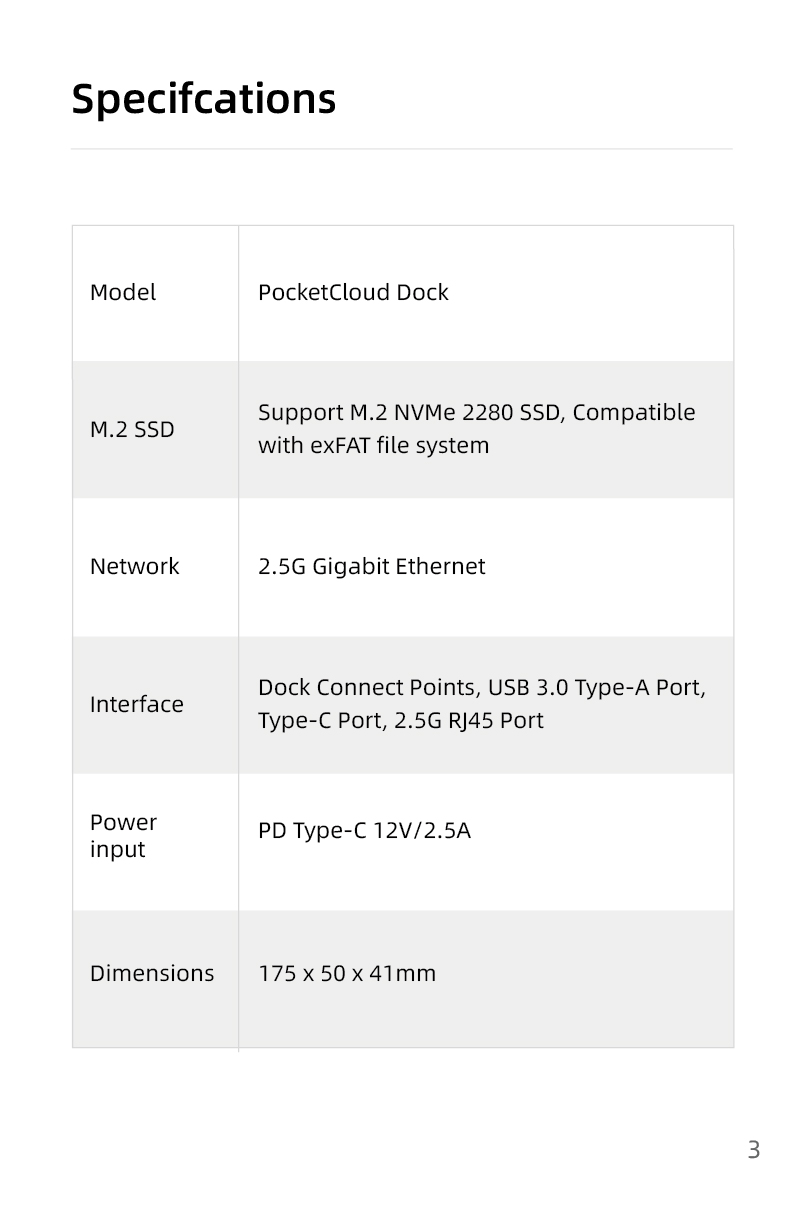 Specifcations
Model
PocketCloud Dock
M.2 SSD
Support M.2 NVMe 2280 SSD, Compatible
with exFAT file system
Network
2.5G Gigabit Ethernet
Interface
Dock Connect Points, USB 3.0 Type-A Port,
Type-C Port, 2.5G RJ45 Port
Power
input
PD Type-C 12V/2.5A
Dimensions
175 x 50 x 41mm
3